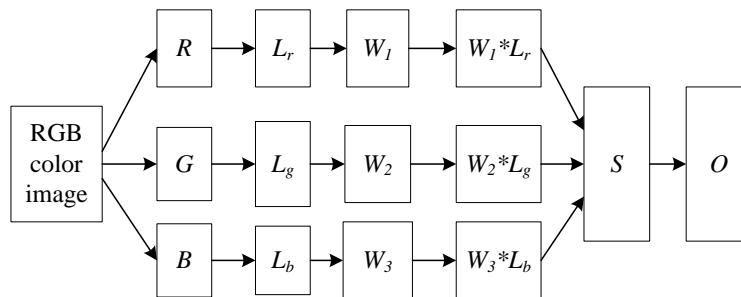 RGB
color
image
R
L_r
W_1
W_1*L_r
G
L_g
W_2
W_2*L_g
B
L_b
W_3
W_3*L_b
S
O